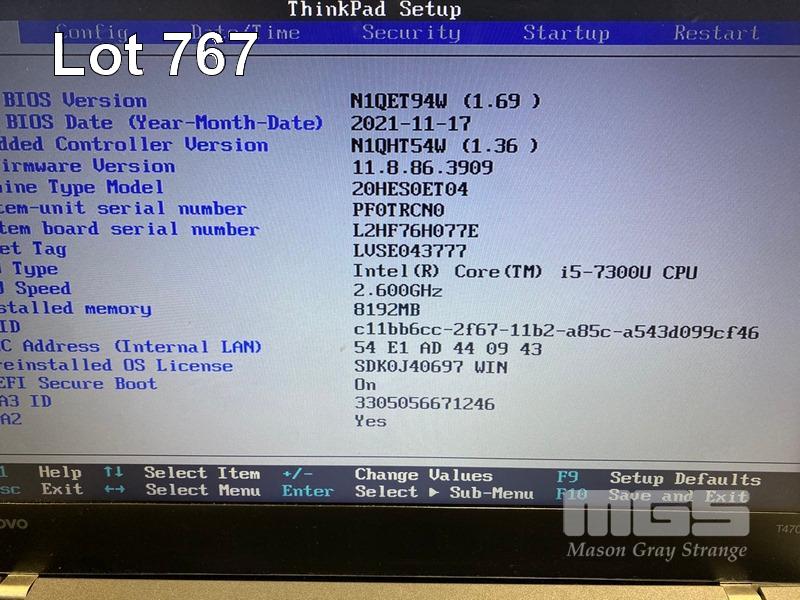 ThinkPad Setup
Config Date/Time Security Startup Restart
Lot 767
BIOS Version N1QET94W (1.69 )
BIOS Date (Year-Month-Date) 2021-11-17
dded Controller Version N1QHT54W (1.36 )
irmware Version 11.8.86.3909
ine Type Model 20HES0ET04
tem-unit serial number PF0TRCN0
tem board serial number L2HF76H077E
et Tag LVSE043777
Type Intel(R) Core(TM) i5-7300U CPU
Speed 2.600GHz
stalled memory 8192MB
ID c11bb6cc-2f67-11b2-a85c-a543d099cf46
C Address (Internal LAN) 54 E1 AD 44 09 43
reinstalled OS License SDK0J40697 WIN
EFI Secure Boot On
A3 ID 3305056671246
A2 Yes
1 Help ↑↓ Select Item +/- Change Values F9 Setup Defaults
sc Exit ←→ Select Menu Enter Select ▶ Sub-Menu F10 Save and Exit
MGS
OVO T470
Mason Gray Strange